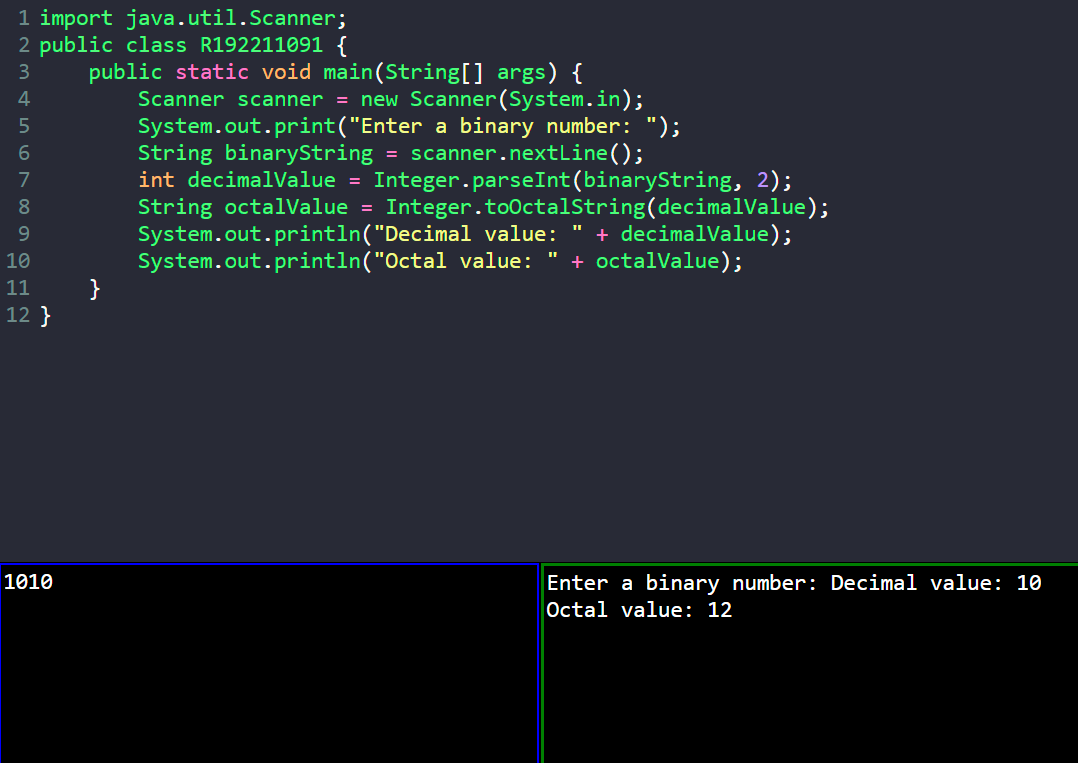 1 import java.util.Scanner;
2 public class R192211091 {
3     public static void main(String[] args) {
4         Scanner scanner = new Scanner(System.in);
5         System.out.print("Enter a binary number: ");
6         String binaryString = scanner.nextLine();
7         int decimalValue = Integer.parseInt(binaryString, 2);
8         String octalValue = Integer.toOctalString(decimalValue);
9         System.out.println("Decimal value: " + decimalValue);
10         System.out.println("Octal value: " + octalValue);
11     }
12 }
1010
Enter a binary number: Decimal value: 10
Octal value: 12